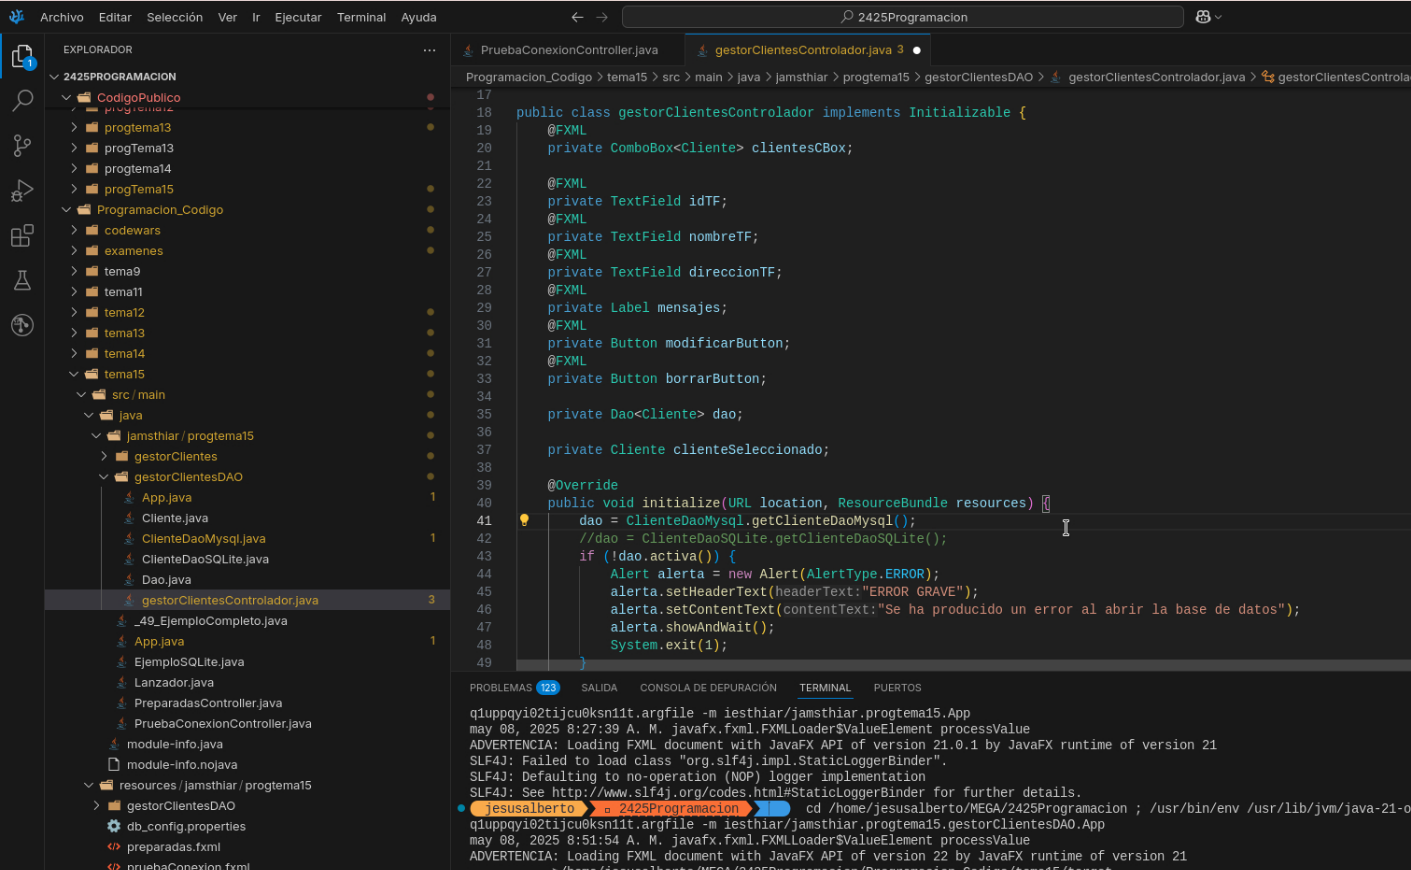 Archivo Editar Selección Ver Ir Ejecutar Terminal Ayuda
2425Programacion
EXPLORADOR
1
2425PROGRAMACION
CodigoPublico
progTema12
progtema13
progTema13
progtema14
progTema15
Programacion_Codigo
codewars
examenes
tema9
tema11
tema12
tema13
tema14
tema15
src / main
java
jamsthiar / progtema15
gestorClientes
gestorClientesDAO
App.java 1
Cliente.java
ClienteDaoMysql.java 1
ClienteDaoSQLite.java
Dao.java
gestorClientesControlador.java 3
_49_EjemploCompleto.java
App.java 1
EjemploSQLite.java
Lanzador.java
PreparadasController.java
PruebaConexionController.java
module-info.java
module-info.nojava
resources / jamsthiar / progtema15
gestorClientesDAO
db_config.properties
preparadas.fxml
pruebaConexion.fxml
PruebaConexionController.java gestorClientesControlador.java 3
Programacion_Codigo > tema15 > src > main > java > jamsthiar > progtema15 > gestorClientesDAO > gestorClientesControlador.java > gestorClientesControla
17
18 public class gestorClientesControlador implements Initializable {
19 @FXML
20 private ComboBox<Cliente> clientesCBox;
21
22 @FXML
23 private TextField idTF;
24 @FXML
25 private TextField nombreTF;
26 @FXML
27 private TextField direccionTF;
28 @FXML
29 private Label mensajes;
30 @FXML
31 private Button modificarButton;
32 @FXML
33 private Button borrarButton;
34
35 private Dao<Cliente> dao;
36
37 private Cliente clienteSeleccionado;
38
39 @Override
40 public void initialize(URL location, ResourceBundle resources) {
41 dao = ClienteDaoMysql.getClienteDaoMysql();
42 //dao = ClienteDaoSQLite.getClienteDaoSQLite();
43 if (!dao.activa()) {
44 Alert alerta = new Alert(AlertType.ERROR);
45 alerta.setHeaderText(headerText:"ERROR GRAVE");
46 alerta.setContentText(contentText:"Se ha producido un error al abrir la base de datos");
47 alerta.showAndWait();
48 System.exit(1);
49 }
PROBLEMAS 123 SALIDA CONSOLA DE DEPURACIÓN TERMINAL PUERTOS
q1uppqyi02tijcu0ksn11t.argfile -m iesthiar/jamsthiar.progtema15.App
may 08, 2025 8:27:39 A. M. javafx.fxml.FXMLLoader$ValueElement processValue
ADVERTENCIA: Loading FXML document with JavaFX API of version 21.0.1 by JavaFX runtime of version 21
SLF4J: Failed to load class "org.slf4j.impl.StaticLoggerBinder".
SLF4J: Defaulting to no-operation (NOP) logger implementation
SLF4J: See http://www.slf4j.org/codes.html#StaticLoggerBinder for further details.
jesusalberto 2425Programacion cd /home/jesusalberto/MEGA/2425Programacion ; /usr/bin/env /usr/lib/jvm/java-21-o
q1uppqyi02tijcu0ksn11t.argfile -m iesthiar/jamsthiar.progtema15.gestorClientesDAO.App
may 08, 2025 8:51:54 A. M. javafx.fxml.FXMLLoader$ValueElement processValue
ADVERTENCIA: Loading FXML document with JavaFX API of version 22 by JavaFX runtime of version 21